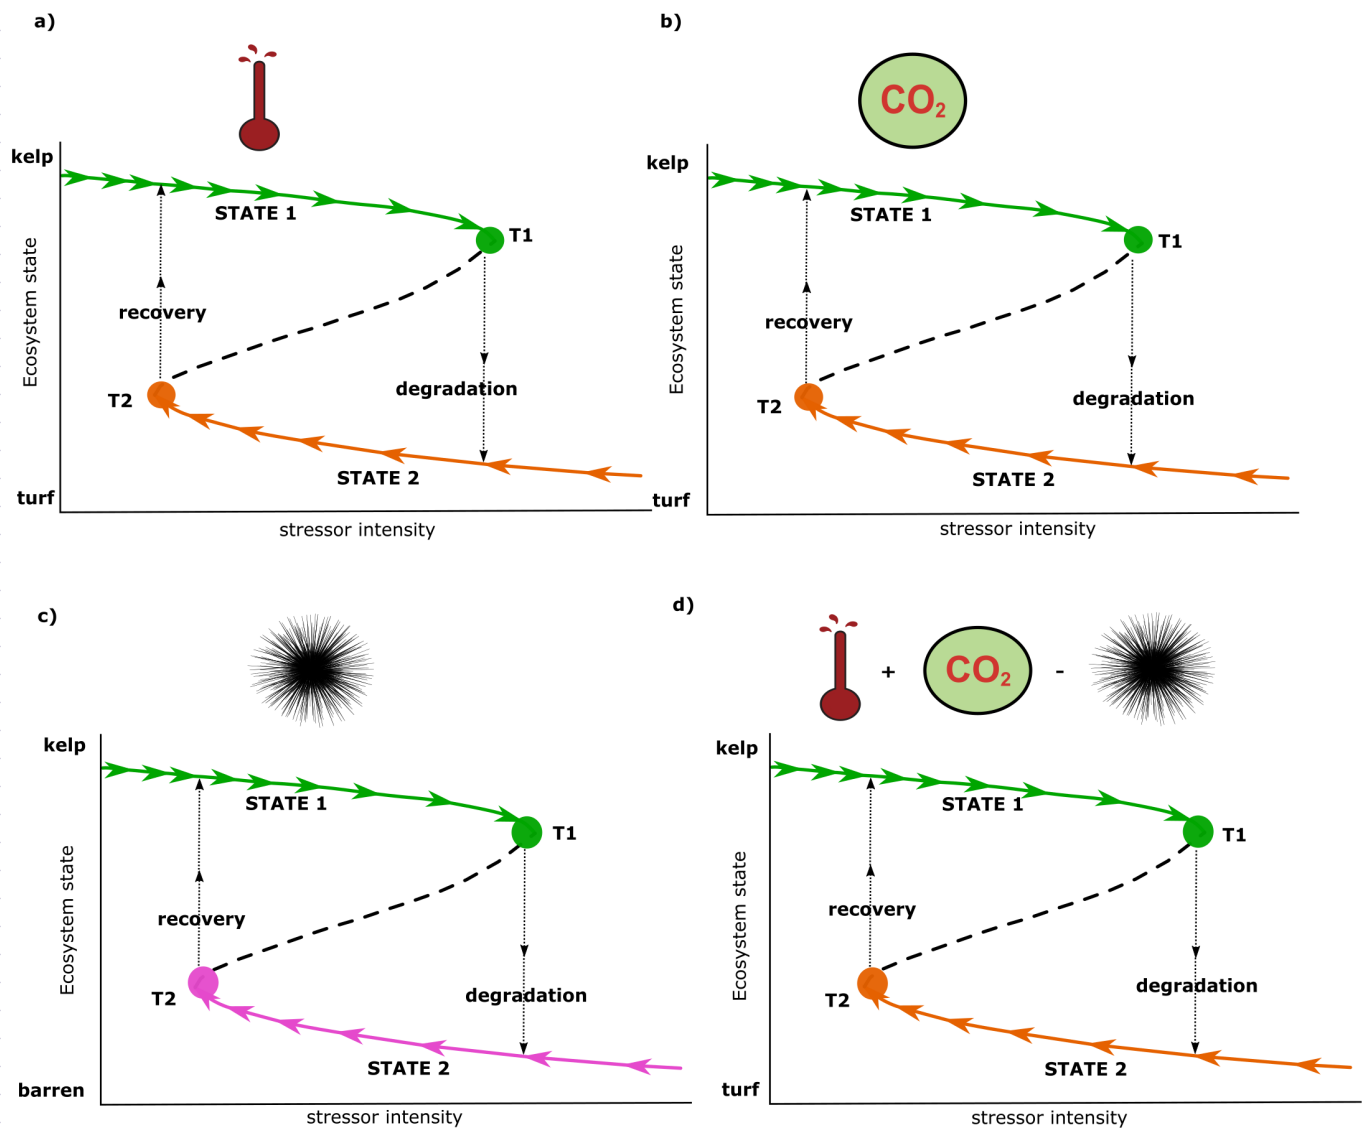 a)
kelp
STATE 1
T1
recovery
degradation
T2
STATE 2
turf
Ecosystem state
stressor intensity
b)
CO₂
kelp
STATE 1
T1
recovery
degradation
T2
STATE 2
turf
Ecosystem state
stressor intensity
c)
kelp
STATE 1
T1
recovery
degradation
T2
STATE 2
barren
Ecosystem state
stressor intensity
d)
+ CO₂ -
kelp
STATE 1
T1
recovery
degradation
T2
STATE 2
turf
Ecosystem state
stressor intensity